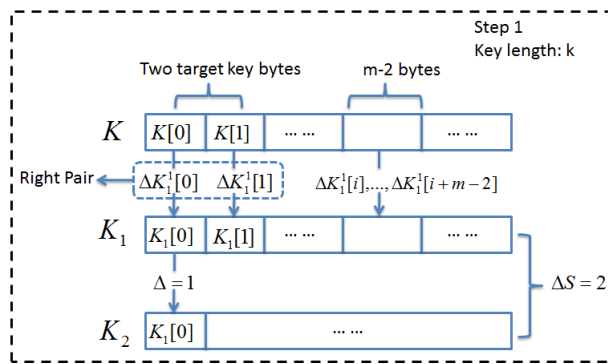 Step 1
Key length: k
Two target key bytes
m-2 bytes
K K[0] K[1] ... ... ... ...
Right Pair ΔK₁¹[0] ΔK₁¹[1] ΔK₁¹[i],...,ΔK₁¹[i+m−2]
K₁ K₁[0] K₁[1] ... ... ... ...
Δ=1 ΔS=2
K₂ K₁[0] ... ...